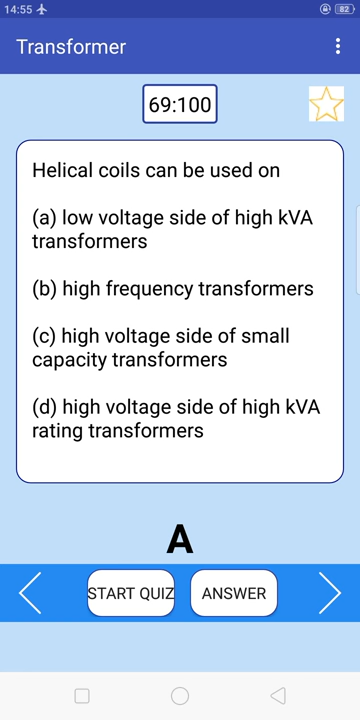 14:55
82
Transformer
69:100
Helical coils can be used on
(a) low voltage side of high kVA
transformers
(b) high frequency transformers
(c) high voltage side of small
capacity transformers
(d) high voltage side of high kVA
rating transformers
A
START QUIZ
ANSWER